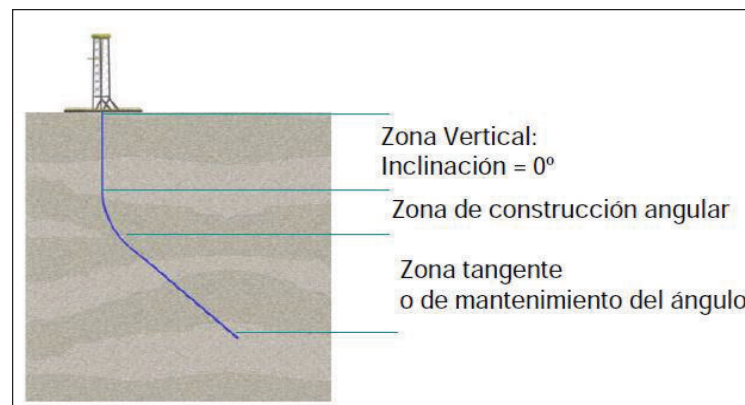 Zona Vertical:
Inclinación = 0º
Zona de construcción angular
Zona tangente
o de mantenimiento del ángulo